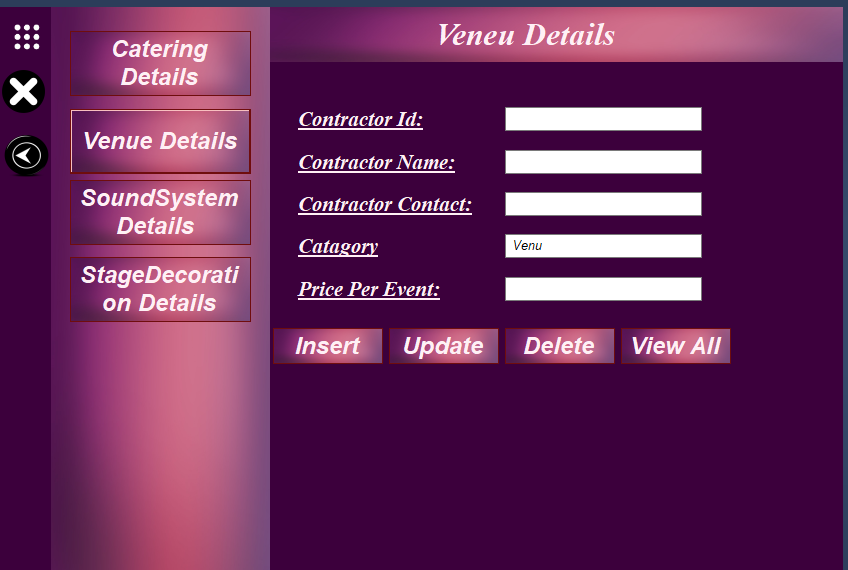 Catering
Details
Venue Details
SoundSystem
Details
StageDecorati
on Details
Veneu Details
Contractor Id:
Contractor Name:
Contractor Contact:
Catagory
Venu
Price Per Event:
Insert
Update
Delete
View All